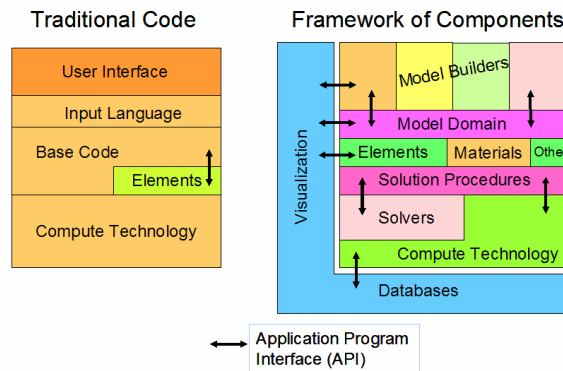 Traditional Code
Framework of Components
User Interface
Input Language
Base Code
Elements
Compute Technology
Visualization
Model Builders
Model Domain
Elements
Materials
Othe
Solution Procedures
Solvers
Compute Technology
Databases
Application Program
Interface (API)